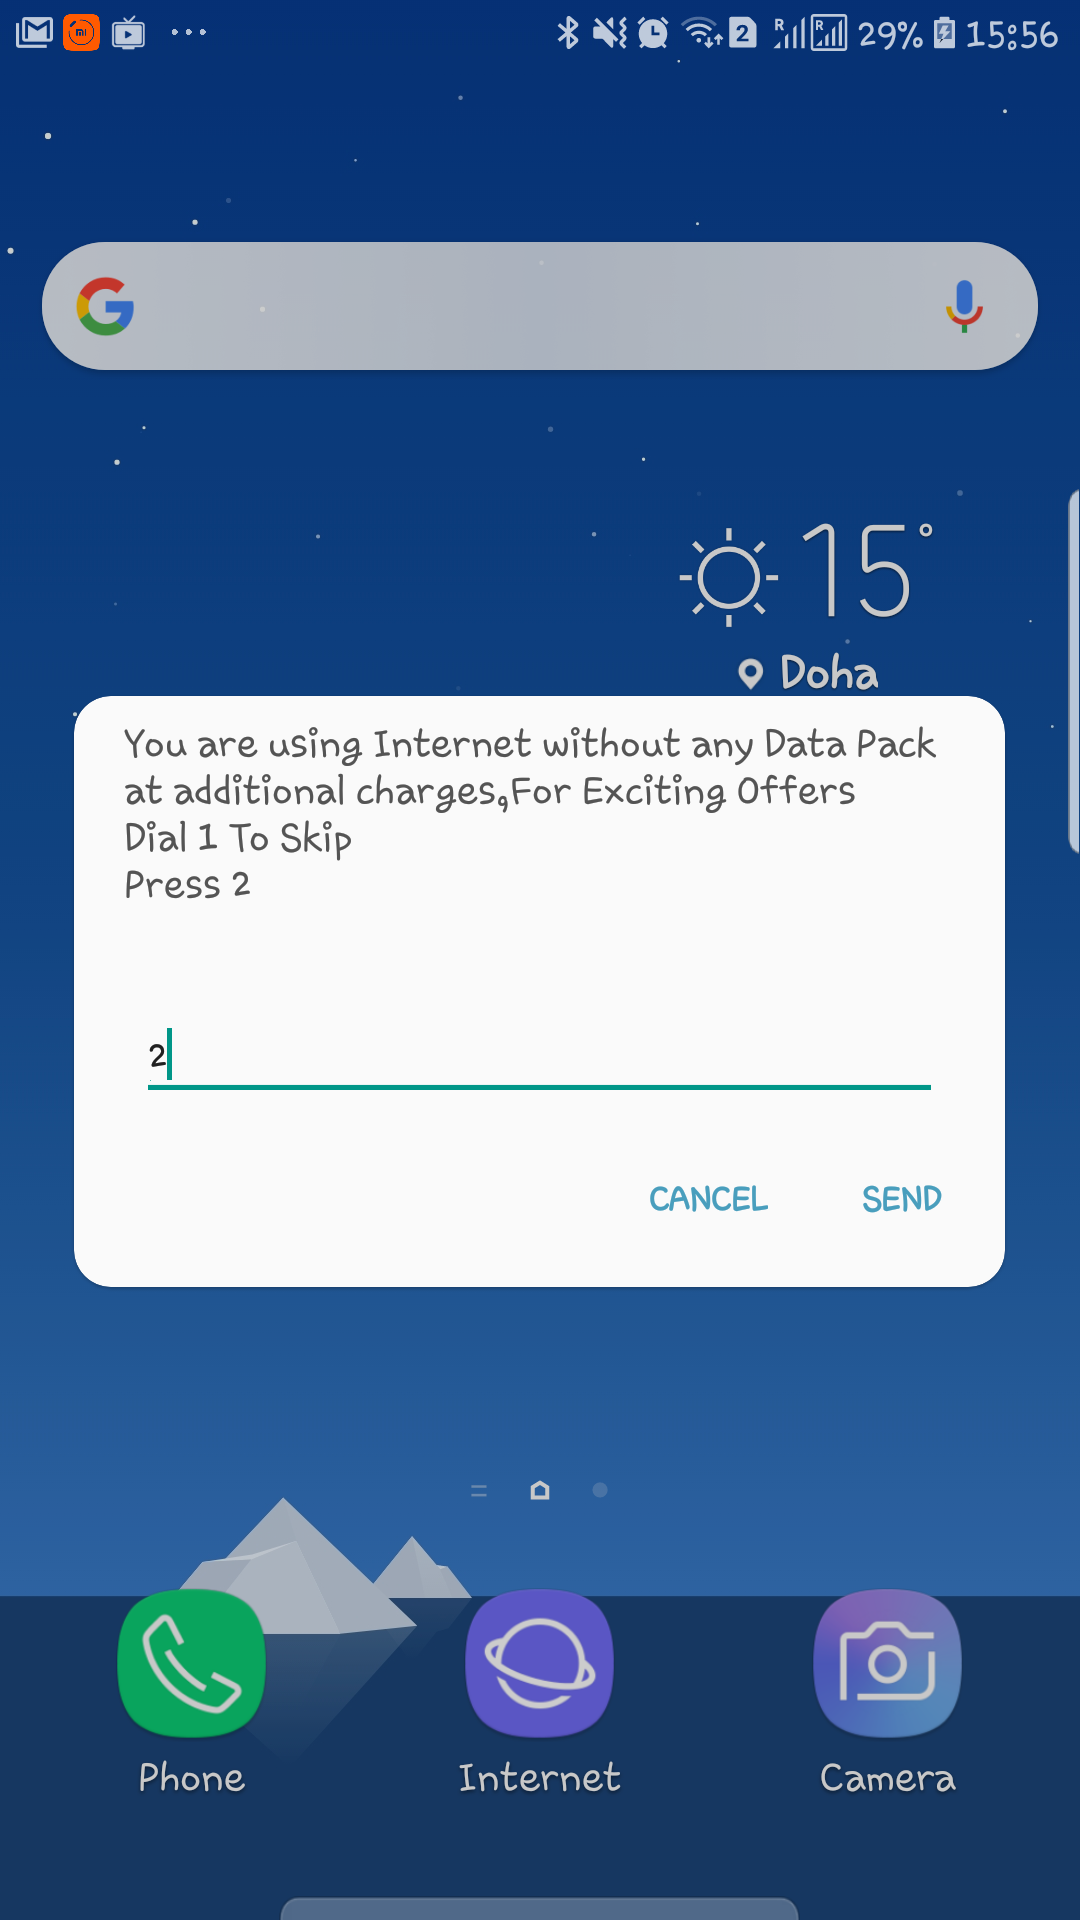 2 R R 29% 15:56
15°
Doha
You are using Internet without any Data Pack
at additional charges,For Exciting Offers
Dial 1 To Skip
Press 2
2
CANCEL SEND
Phone Internet Camera